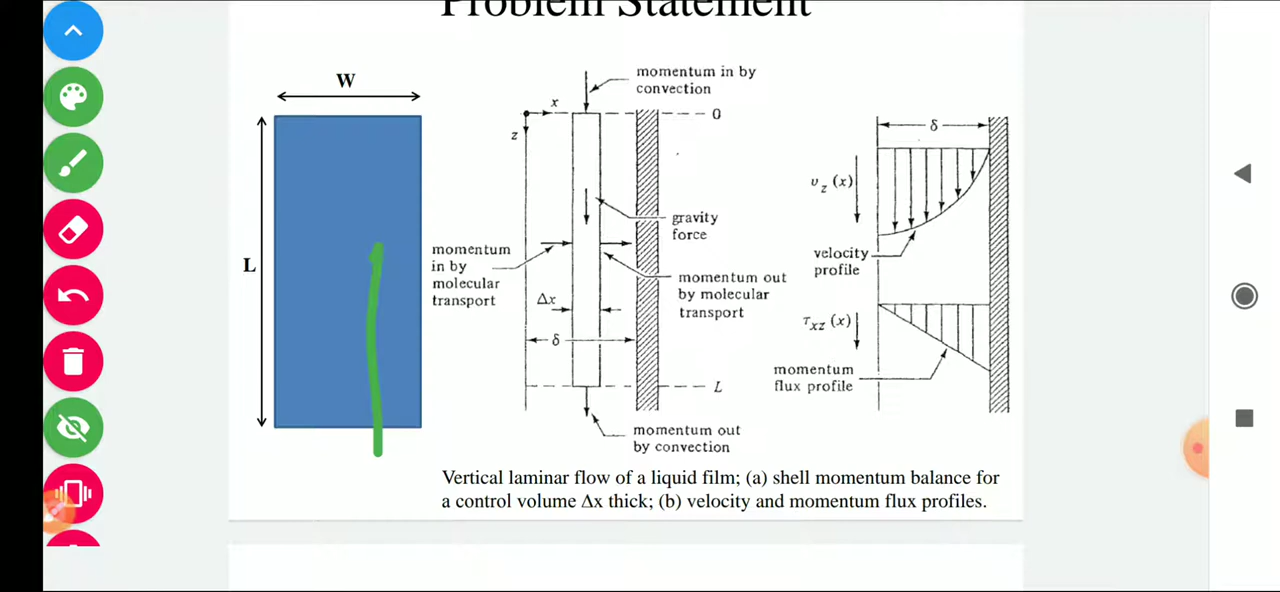 Problem Statement
W
L
momentum in by
convection
x
0
z
gravity
force
momentum
in by
molecular
transport
momentum out
by molecular
transport
Δx
δ
L
momentum out
by convection
δ
υz (x)
velocity
profile
τxz (x)
momentum
flux profile
Vertical laminar flow of a liquid film; (a) shell momentum balance for
a control volume Δx thick; (b) velocity and momentum flux profiles.